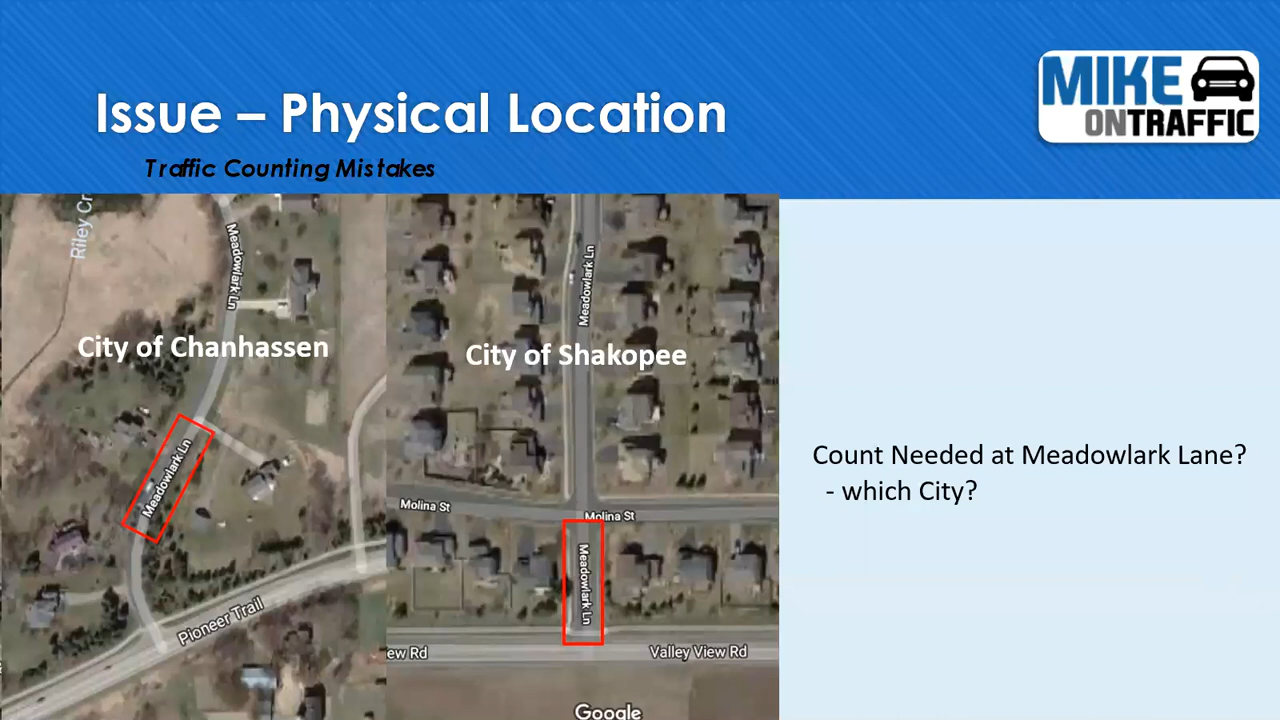 Issue – Physical Location
Traffic Counting Mistakes
MIKE
ONTRAFFIC
Riley Cr
Meadowlark Ln
City of Chanhassen
Meadowlark Ln
Pioneer Trail
Meadowlark Ln
City of Shakopee
Molina St
Molina St
Meadowlark Ln
ew Rd
Valley View Rd
Google
Count Needed at Meadowlark Lane?
- which City?